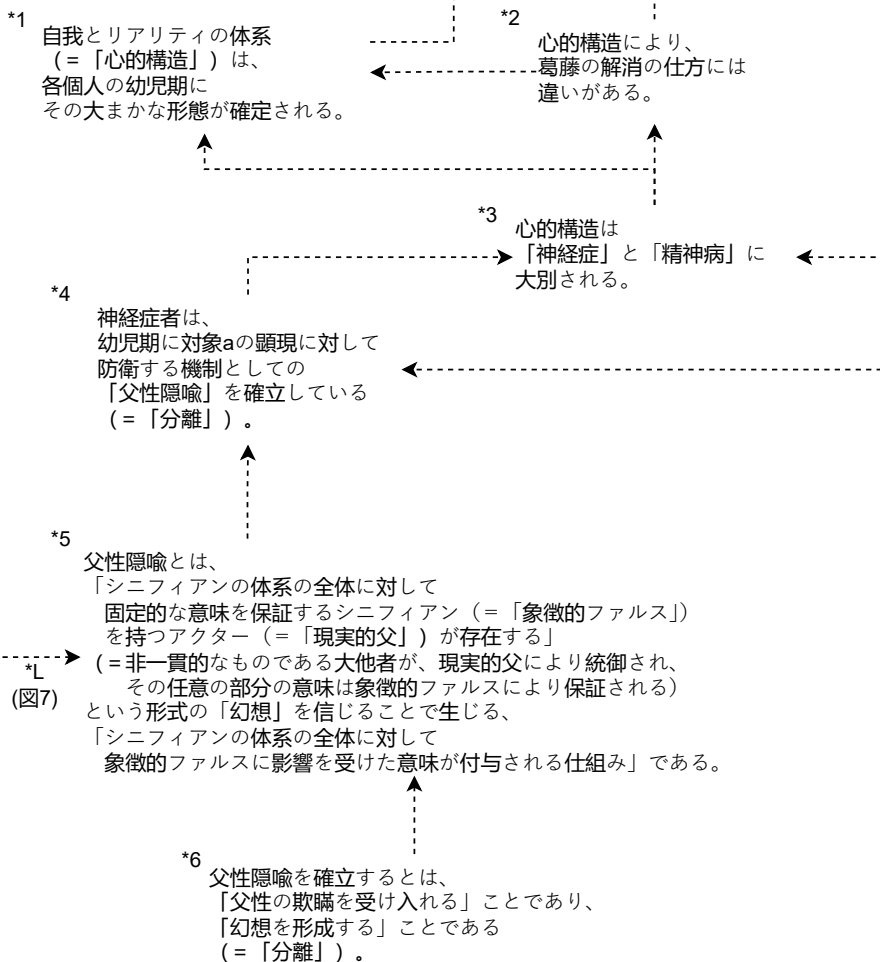 *1
自我とリアリティの体系
(=「心的構造」) は、
各個人の幼児期に
その大まかな形態が確定される。
*2
心的構造により、
葛藤の解消の仕方には
違いがある。
*3
心的構造は
「神経症」と「精神病」に
大別される。
*4
神経症者は、
幼児期に対象aの顕現に対して
防衛する機制としての
「父性隠喩」を確立している
(=「分離」) 。
*5
父性隠喩とは、
「シニフィアンの体系の全体に対して
固定的な意味を保証するシニフィアン（=「象徴的ファルス」）
を持つアクター（=「現実的父」) が存在する」
(=非一貫的なものである大他者が、現実的父により統御され、
その任意の部分の意味は象徴的ファルスにより保証される）
という形式の「幻想」を信じることで生じる、
「シニフィアンの体系の全体に対して
象徴的ファルスに影響を受けた意味が付与される仕組み」である。
*L
(図7)
*6
父性隠喩を確立するとは、
「父性の欺瞞を受け入れる」ことであり、
「幻想を形成する」ことである
(=「分離」) 。